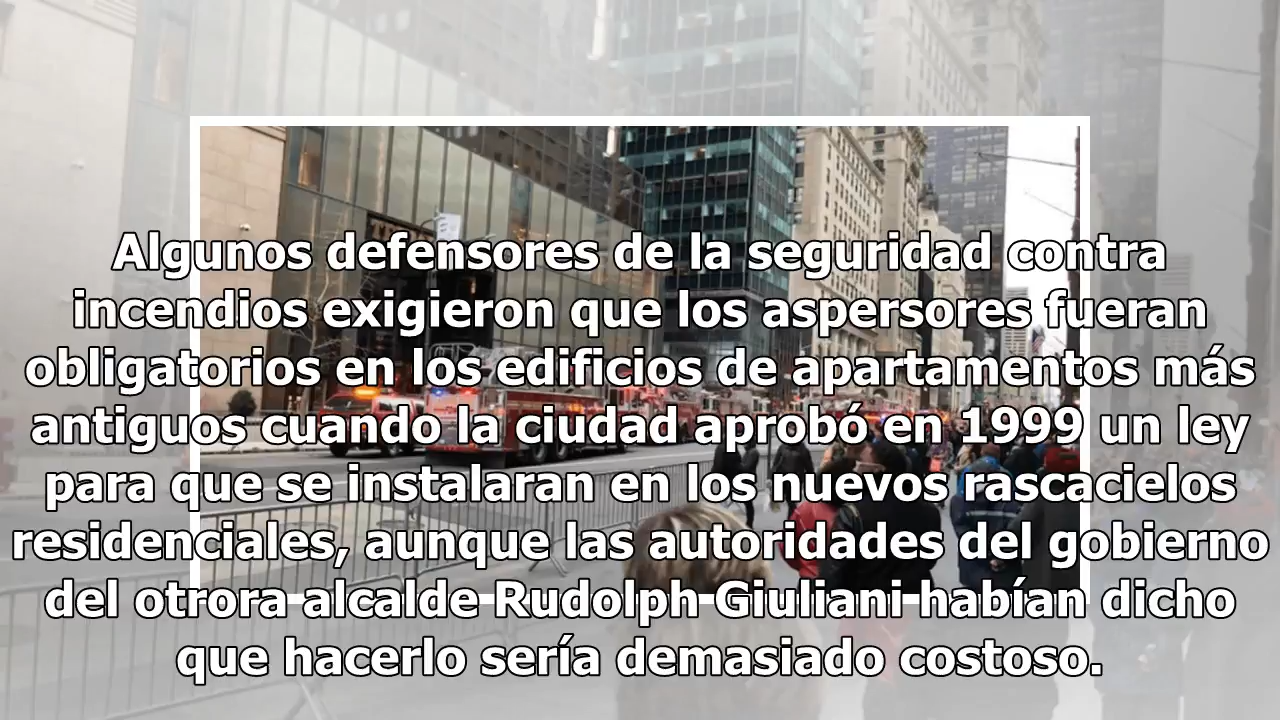 Algunos defensores de la seguridad contra
incendios exigieron que los aspersores fueran
obligatorios en los edificios de apartamentos más
antiguos cuando la ciudad aprobó en 1999 un ley
para que se instalaran en los nuevos rascacielos
residenciales, aunque las autoridades del gobierno
del otrora alcalde Rudolph Giuliani habían dicho
que hacerlo sería demasiado costoso.